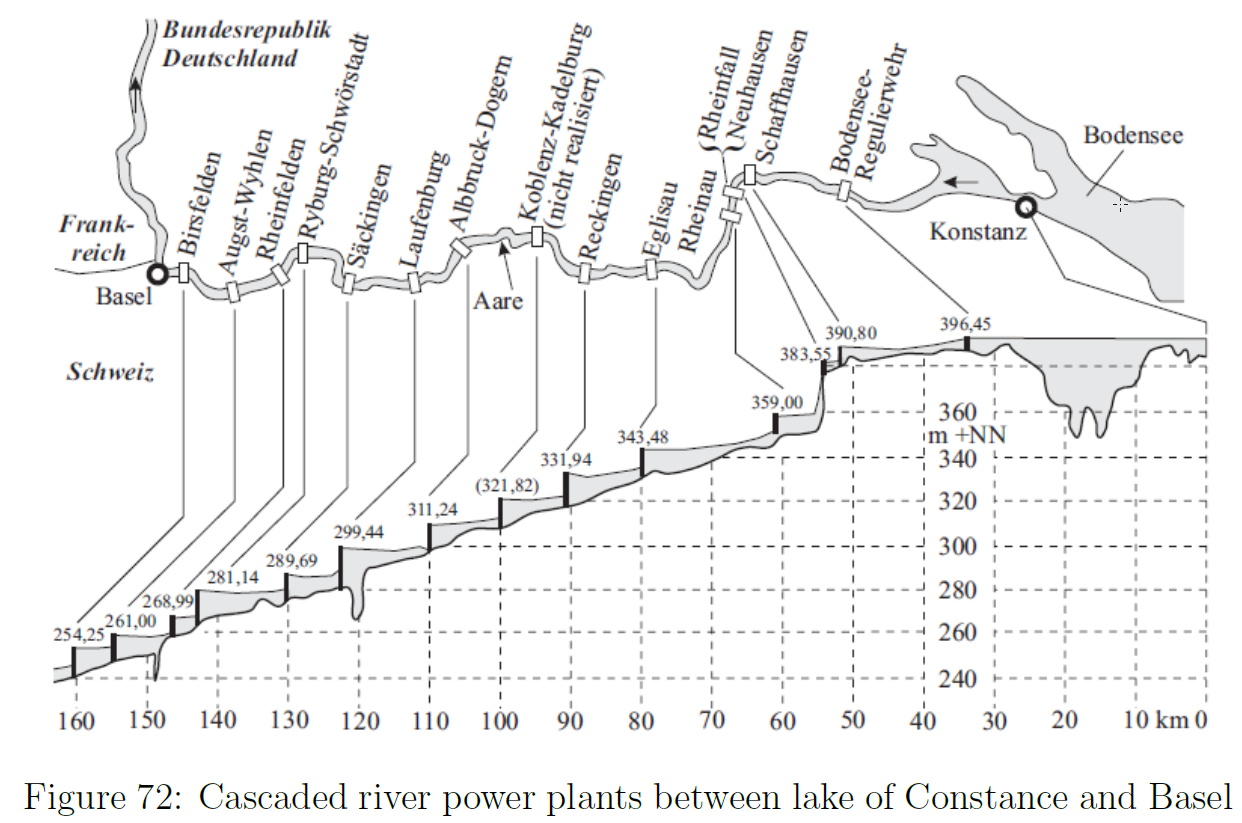 Bundesrepublik
Deutschland
Frank-
reich
Basel
Schweiz
Birsfelden
Augst-Wyhlen
Rheinfelden
Ryburg-Schwörstadt
Säckingen
Laufenburg
Albbruck-Dogern
Aare
Koblenz-Kadelburg
(nicht realisiert)
Reckingen
Eglisau
Rheinau
Rheinfall
Neuhausen
Schaffhausen
Bodensee-
Regulierwehr
Bodensee
Konstanz
254,25
261,00
268,99
281,14
289,69
299,44
311,24
(321,82)
331,94
343,48
359,00
383,55
390,80
396,45
360
m +NN
340
320
300
280
260
240
160 150 140 130 120 110 100 90 80 70 60 50 40 30 20 10 km 0
Figure 72: Cascaded river power plants between lake of Constance and Basel